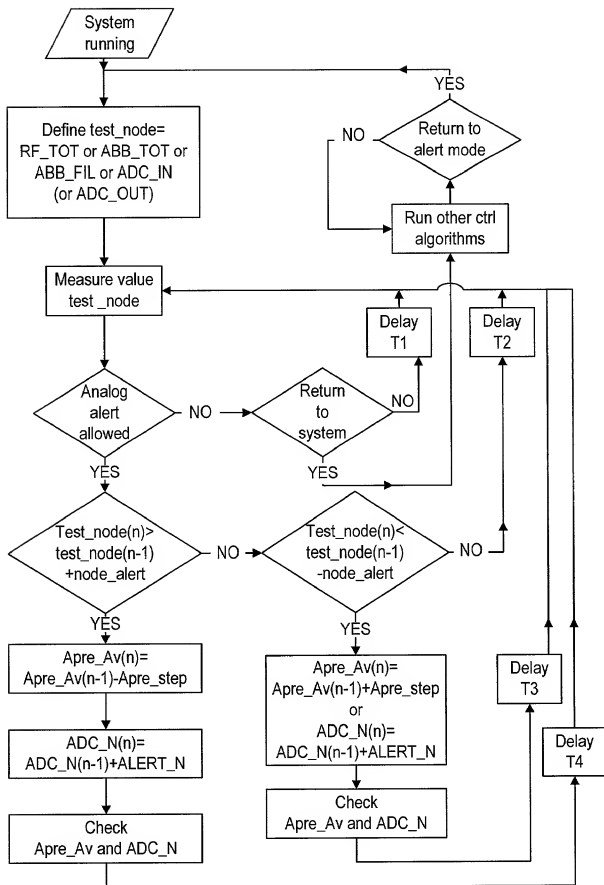 System
running
YES
Define test_node=
RF_TOT or ABB_TOT or
ABB_FIL or ADC_IN
(or ADC_OUT)
NO
Return to
alert mode
Run other ctrl
algorithms
Measure value
test _node
Delay
T1
Delay
T2
Analog
alert
allowed
NO
Return
to
system
NO
YES
YES
Test_node(n)>
test_node(n-1)
+node_alert
NO
Test_node(n)<
test_node(n-1)
-node_alert
NO
YES
YES
Apre_Av(n)=
Apre_Av(n-1)-Apre_step
Apre_Av(n)=
Apre_Av(n-1)+Apre_step
or
ADC_N(n)=
ADC_N(n-1)+ALERT_N
Delay
T3
ADC_N(n)=
ADC_N(n-1)+ALERT_N
Delay
T4
Check
Apre_Av and ADC_N
Check
Apre_Av and ADC_N